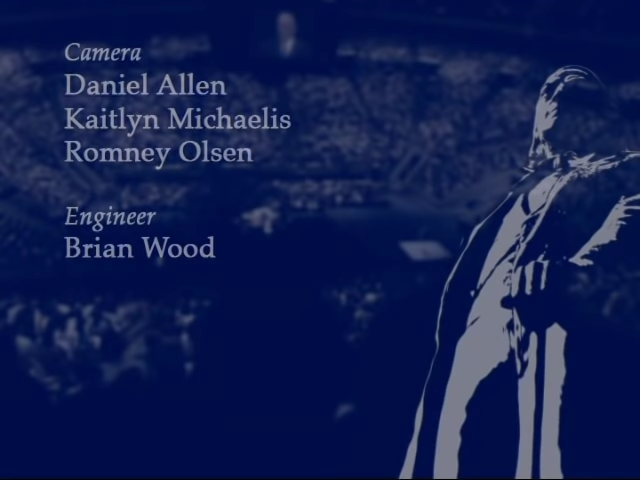 Camera
Daniel Allen
Kaitlyn Michaelis
Romney Olsen
Engineer
Brian Wood